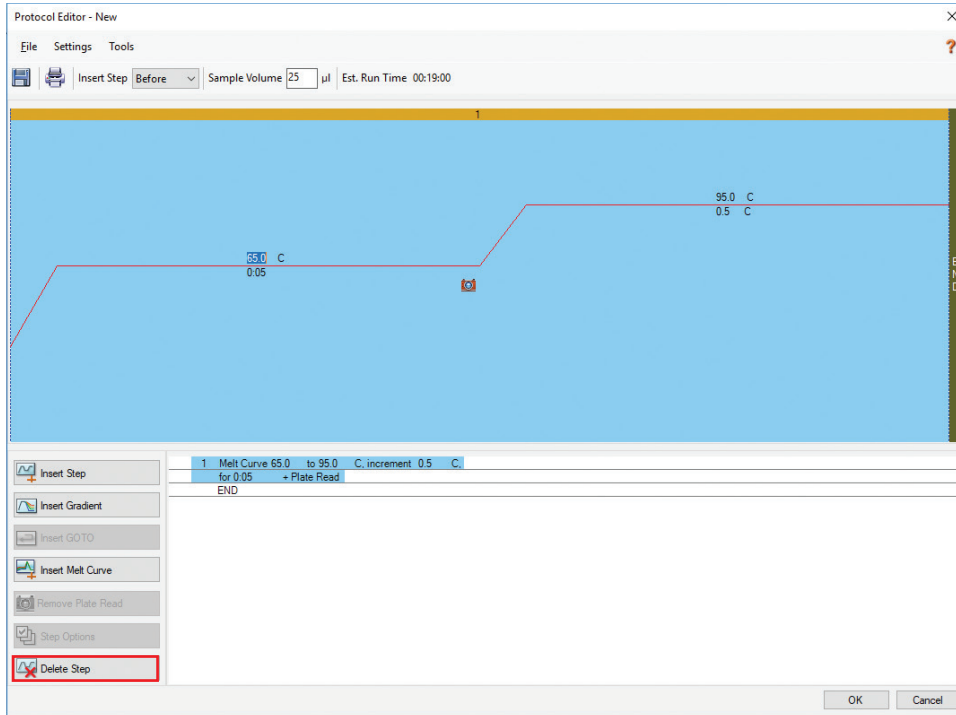 Protocol Editor - New
File Settings Tools
?
Insert Step Before Sample Volume 25 µl Est. Run Time 00:19:00
1
95.0 C
0.5 C
65.0 C
0:05
Insert Step
Insert Gradient
Insert GOTO
Insert Melt Curve
Remove Plate Read
Step Options
Delete Step
1 Melt Curve 65.0 to 95.0 C, increment 0.5 C,
for 0:05 + Plate Read
END
OK Cancel